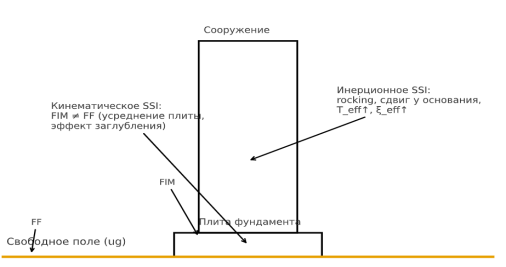 Сооружение
Инерционное SSI:
rocking, сдвиг у основания,
T_eff↑, ξ_eff↑
Кинематическое SSI:
FIM ≠ FF (усреднение плиты,
эффект заглубления)
FIM
Плита фундамента
FF
Свободное поле (ug)